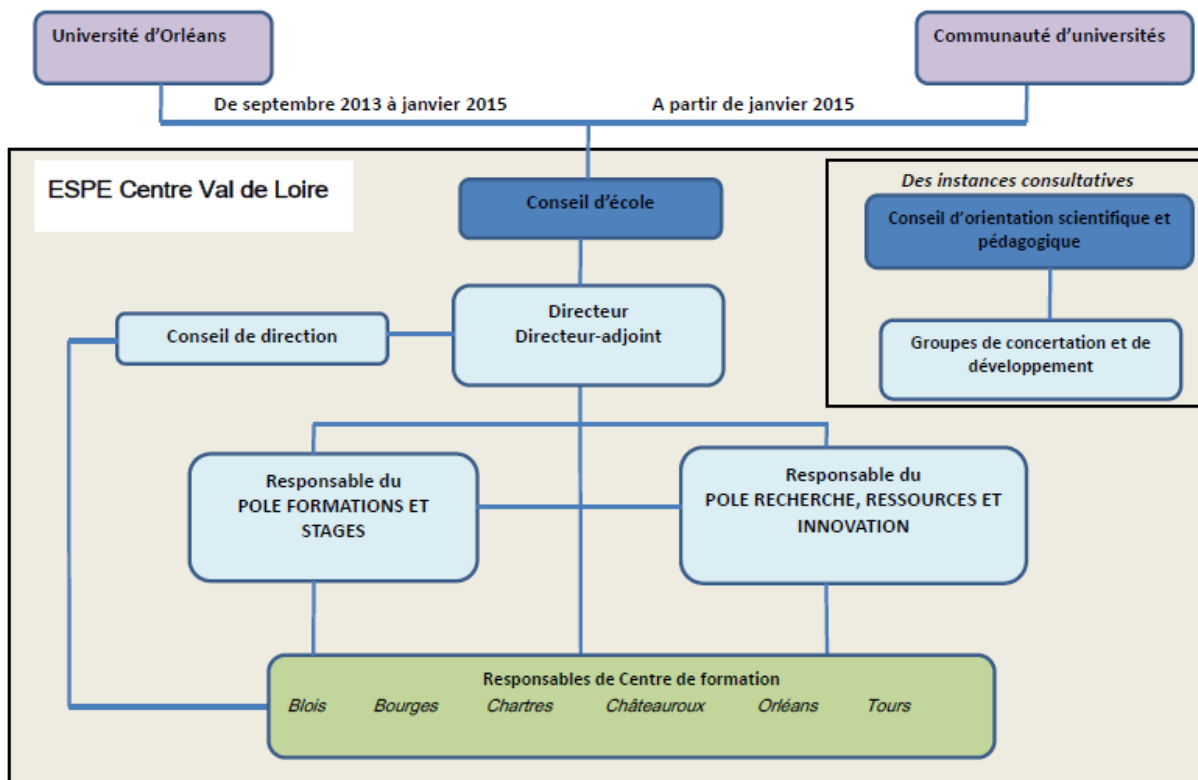 Université d’Orléans
Communauté d’universités
De septembre 2013 à janvier 2015
A partir de janvier 2015
ESPE Centre Val de Loire
Conseil d’école
Des instances consultatives
Conseil d’orientation scientifique et
pédagogique
Groupes de concertation et de
développement
Conseil de direction
Directeur
Directeur-adjoint
Responsable du
POLE FORMATIONS ET
STAGES
Responsable du
POLE RECHERCHE, RESSOURCES ET
INNOVATION
Responsables de Centre de formation
Blois Bourges Chartres Châteauroux Orléans Tours